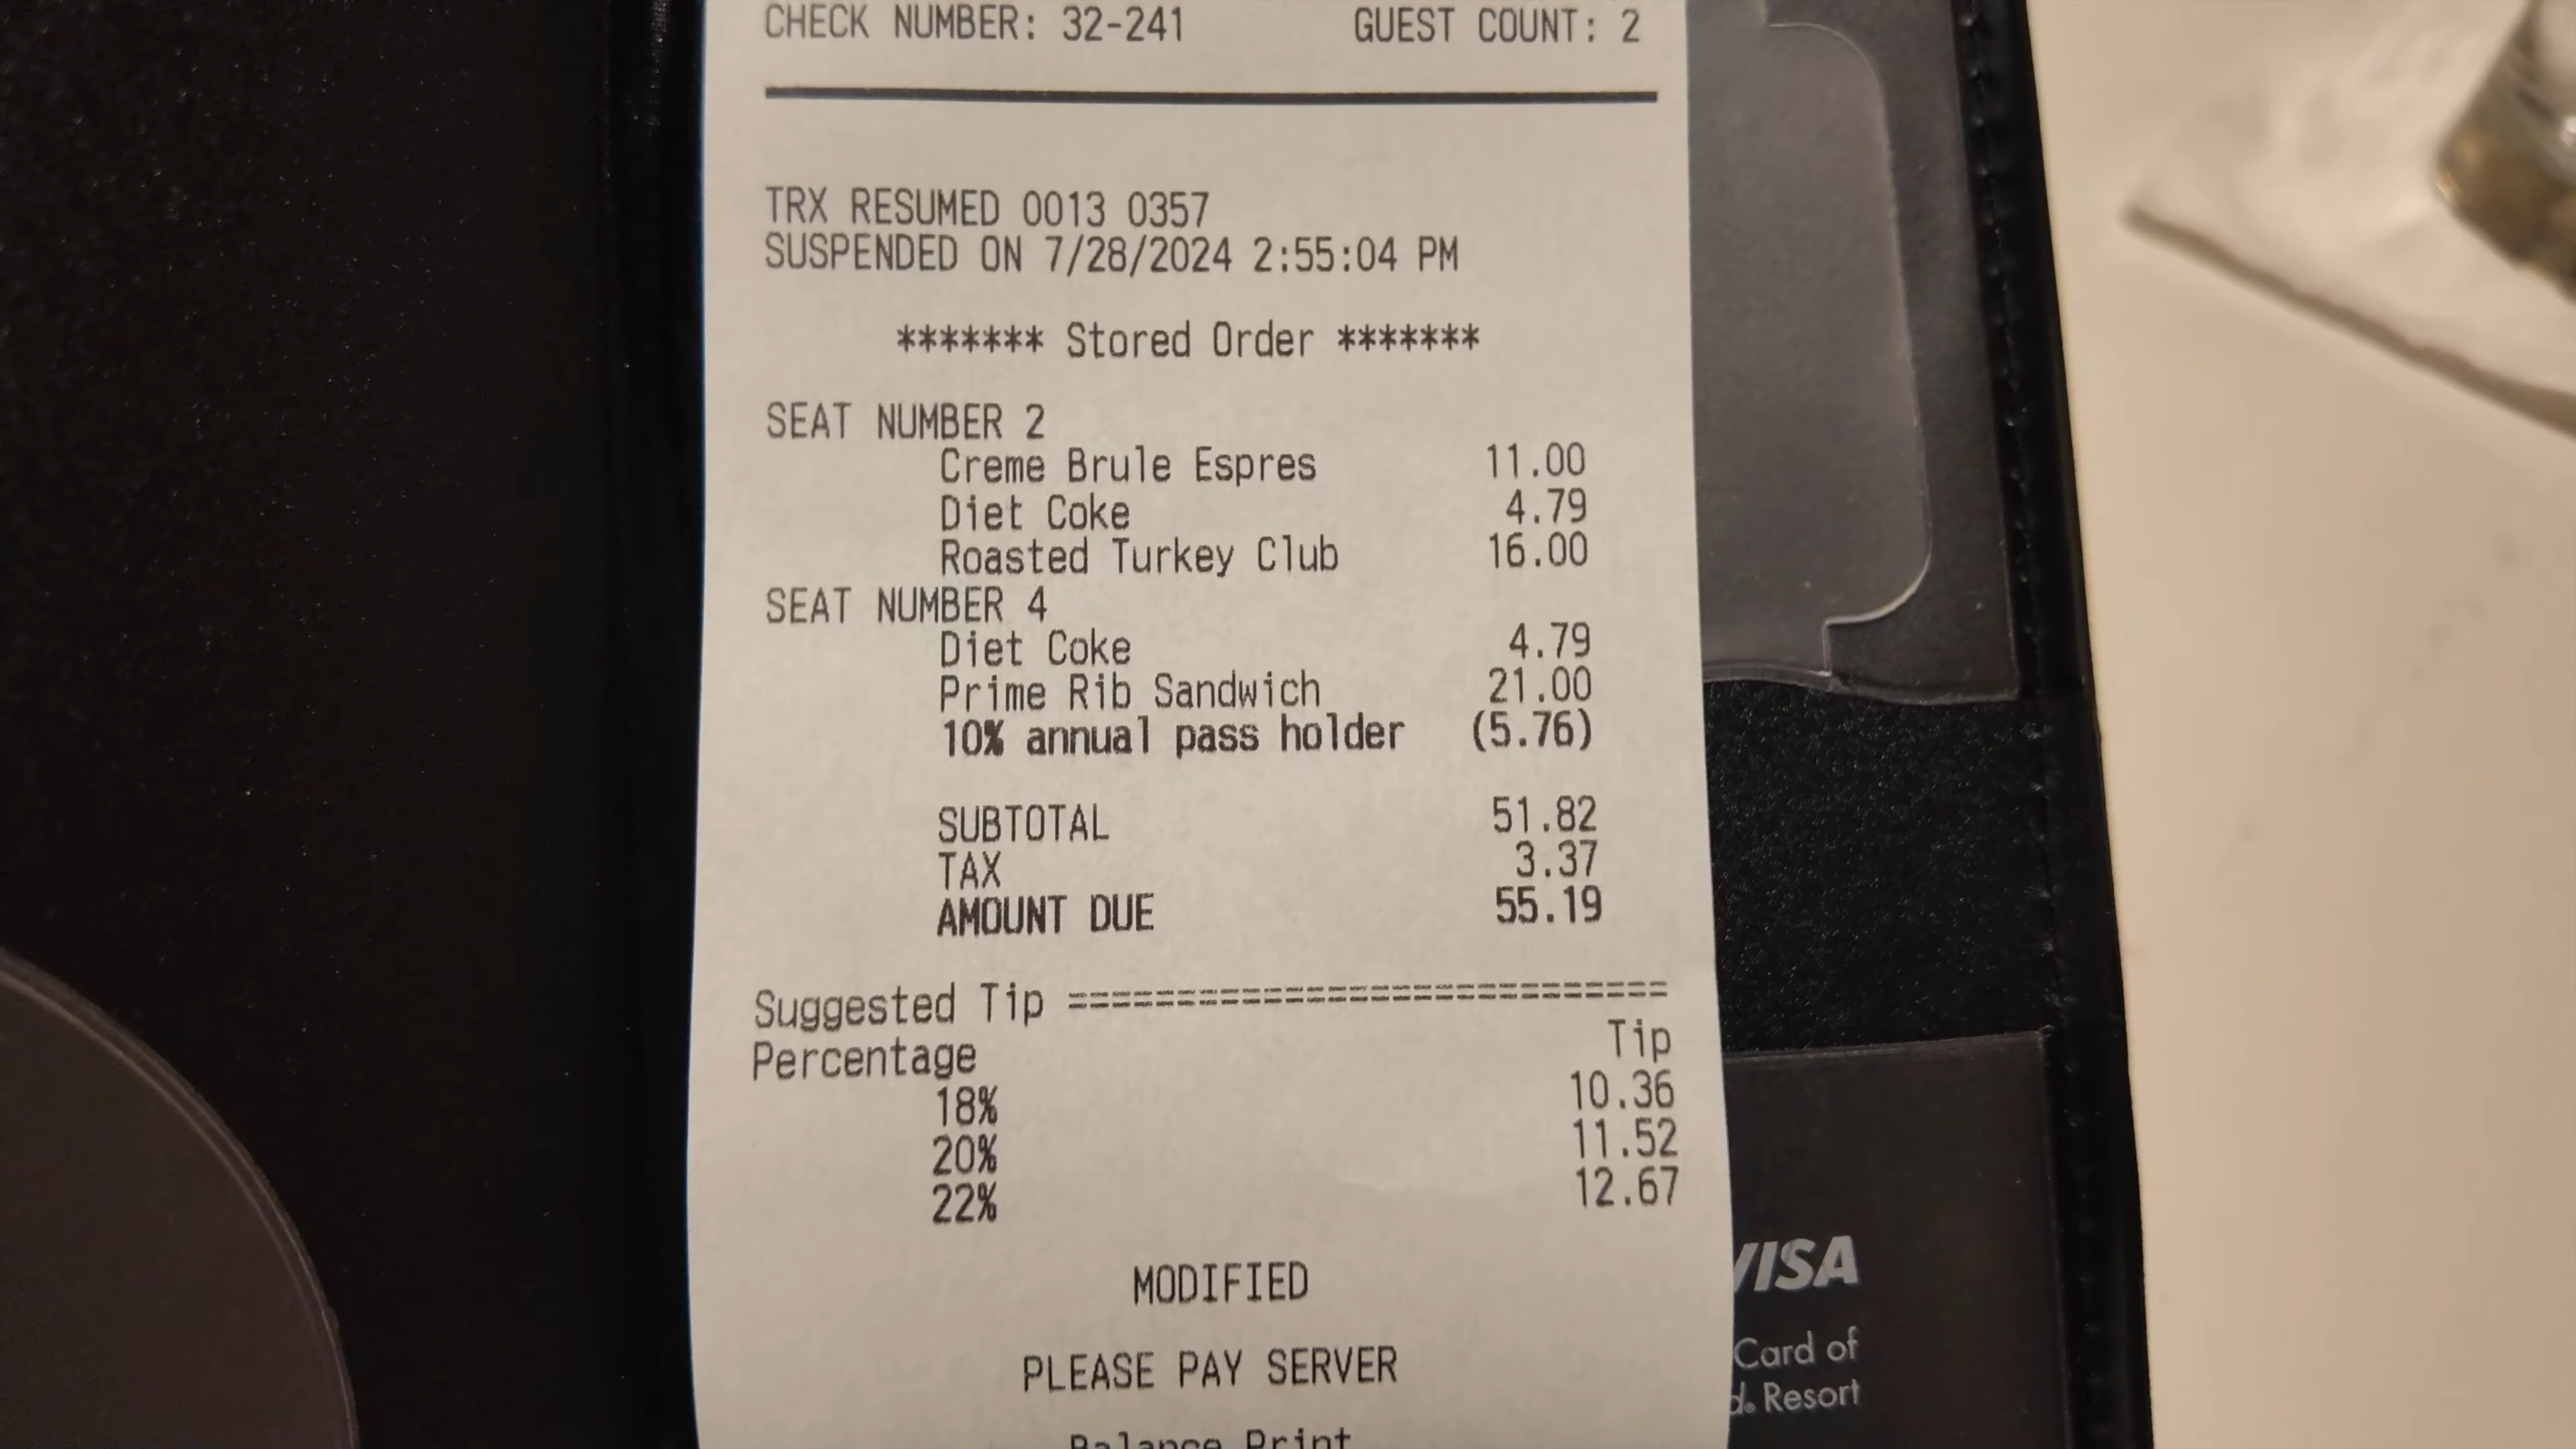 CHECK NUMBER: 32-241 GUEST COUNT: 2
TRX RESUMED 0013 0357
SUSPENDED ON 7/28/2024 2:55:04 PM
******* Stored Order *******
SEAT NUMBER 2
Creme Brule Espres 11.00
Diet Coke 4.79
Roasted Turkey Club 16.00
SEAT NUMBER 4
Diet Coke 4.79
Prime Rib Sandwich 21.00
10% annual pass holder (5.76)
SUBTOTAL 51.82
TAX 3.37
AMOUNT DUE 55.19
Suggested Tip ============================
Percentage Tip
18% 10.36
20% 11.52
22% 12.67
MODIFIED
PLEASE PAY SERVER
Balance Print
VISA
Card of
Resort